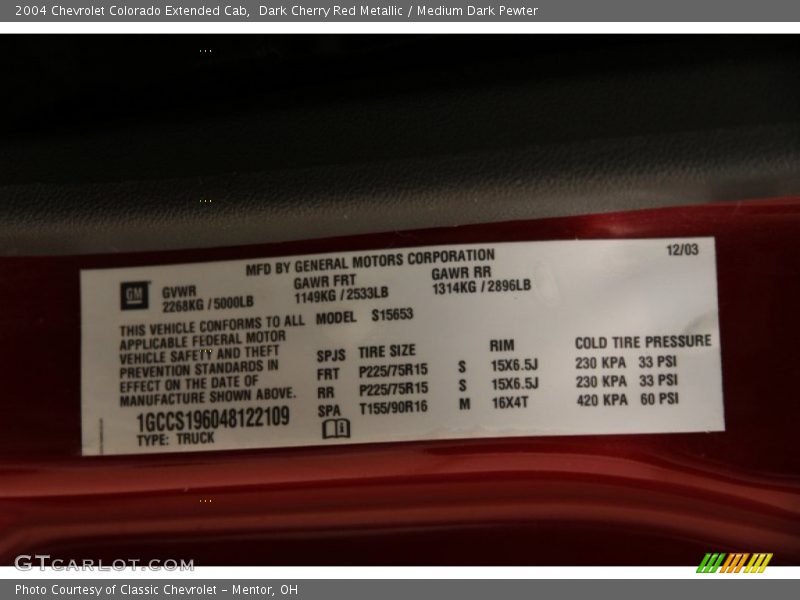 2004 Chevrolet Colorado Extended Cab,  Dark Cherry Red Metallic / Medium Dark Pewter
MFD BY GENERAL MOTORS CORPORATION 12/03
GM GVWR GAWR FRT GAWR RR
2268KG / 5000LB 1149KG / 2533LB 1314KG / 2896LB
THIS VEHICLE CONFORMS TO ALL
APPLICABLE FEDERAL MOTOR
VEHICLE SAFETY AND THEFT
PREVENTION STANDARDS IN
EFFECT ON THE DATE OF
MANUFACTURE SHOWN ABOVE.
1GCCS196048122109
TYPE: TRUCK
MODEL S15653
SPJS TIRE SIZE RIM COLD TIRE PRESSURE
FRT P225/75R15 S 15X6.5J 230 KPA 33 PSI
RR P225/75R15 S 15X6.5J 230 KPA 33 PSI
SPA T155/90R16 M 16X4T 420 KPA 60 PSI
GTCARLOT.COM
Photo Courtesy of Classic Chevrolet - Mentor, OH